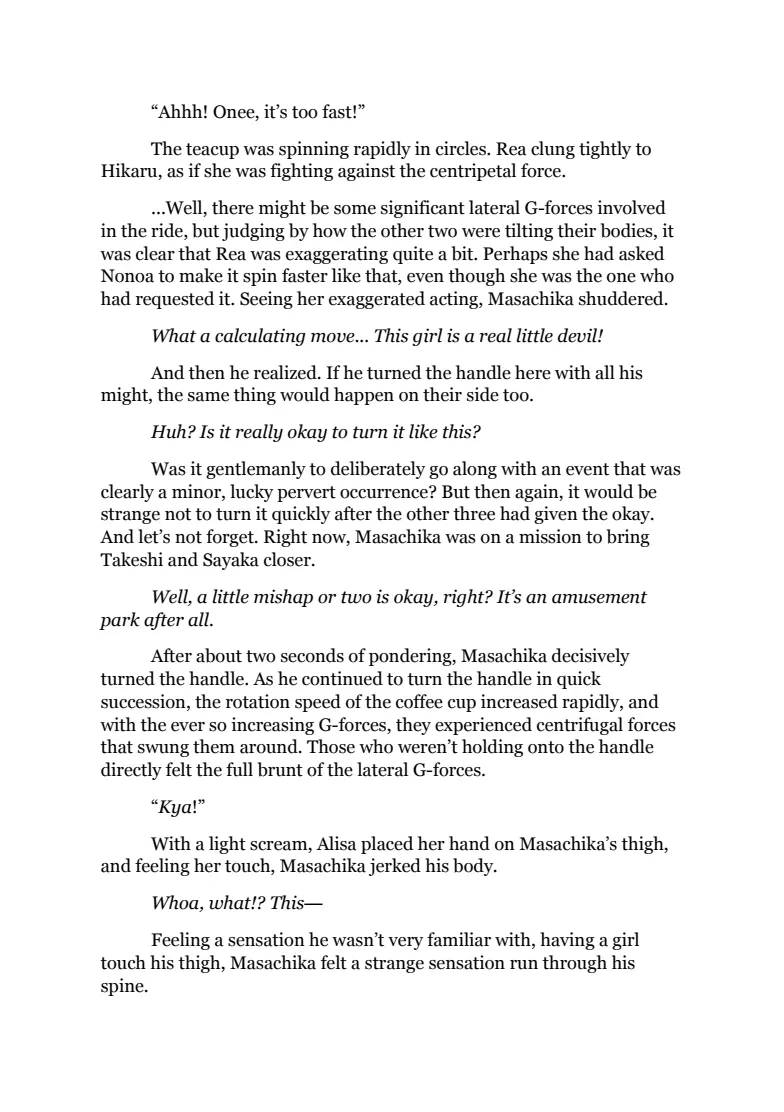 “Ahhh! Onee, it’s too fast!”
The teacup was spinning rapidly in circles. Rea clung tightly to
Hikaru, as if she was fighting against the centripetal force.
...Well, there might be some significant lateral G-forces involved
in the ride, but judging by how the other two were tilting their bodies, it
was clear that Rea was exaggerating quite a bit. Perhaps she had asked
Nonoa to make it spin faster like that, even though she was the one who
had requested it. Seeing her exaggerated acting, Masachika shuddered.
What a calculating move... This girl is a real little devil!
And then he realized. If he turned the handle here with all his
might, the same thing would happen on their side too.
Huh? Is it really okay to turn it like this?
Was it gentlemanly to deliberately go along with an event that was
clearly a minor, lucky pervert occurrence? But then again, it would be
strange not to turn it quickly after the other three had given the okay.
And let’s not forget. Right now, Masachika was on a mission to bring
Takeshi and Sayaka closer.
Well, a little mishap or two is okay, right? It’s an amusement
park after all.
After about two seconds of pondering, Masachika decisively
turned the handle. As he continued to turn the handle in quick
succession, the rotation speed of the coffee cup increased rapidly, and
with the ever so increasing G-forces, they experienced centrifugal forces
that swung them around. Those who weren’t holding onto the handle
directly felt the full brunt of the lateral G-forces.
“Kya!”
With a light scream, Alisa placed her hand on Masachika’s thigh,
and feeling her touch, Masachika jerked his body.
Whoa, what!? This—
Feeling a sensation he wasn’t very familiar with, having a girl
touch his thigh, Masachika felt a strange sensation run through his
spine.